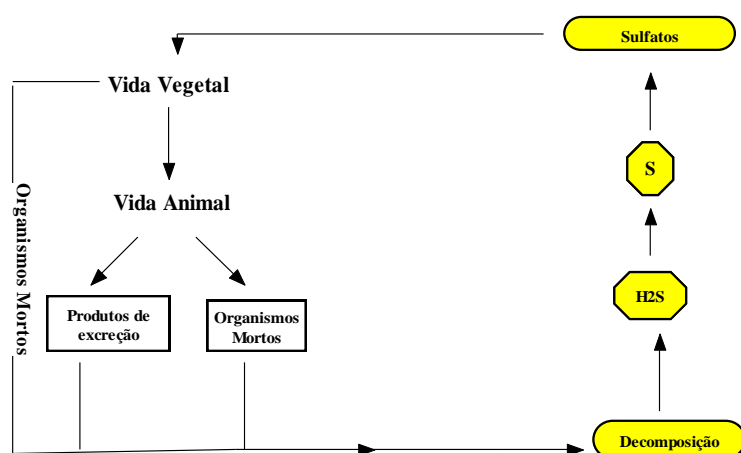 Sulfatos
Vida Vegetal
S
Organismos Mortos
Vida Animal
H2S
Produtos de
excreção
Organismos
Mortos
Decomposição